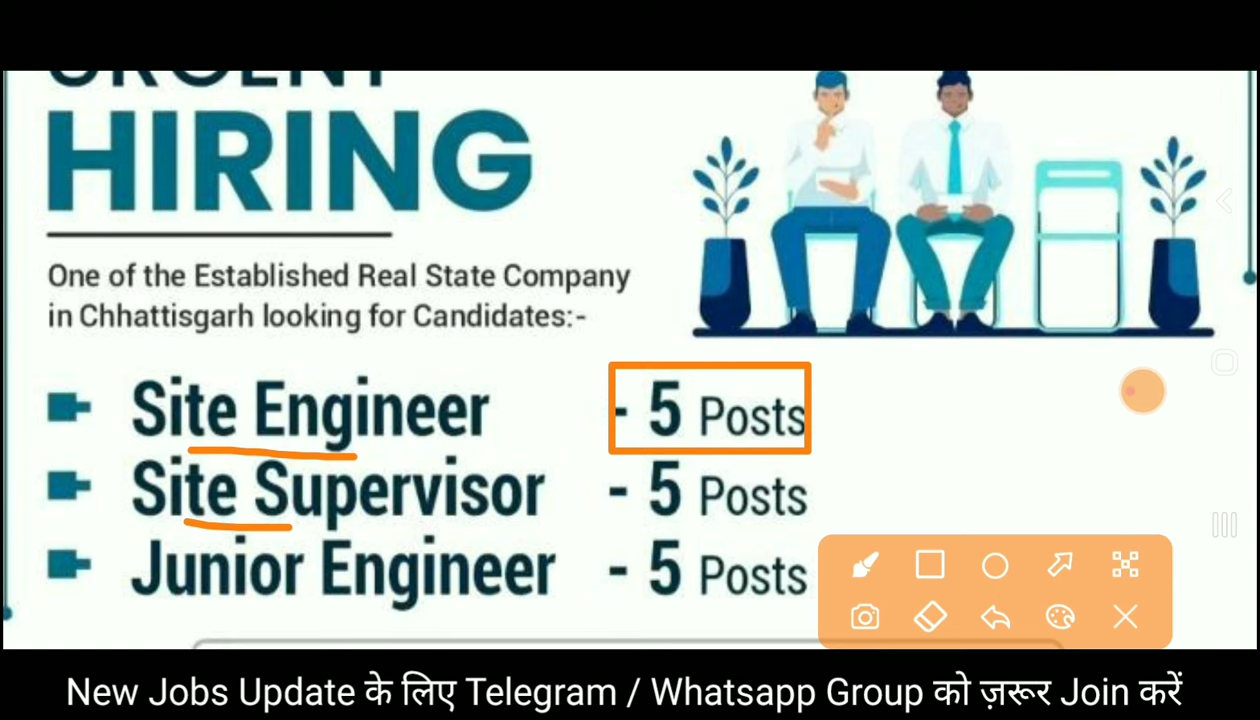 URGENT
HIRING
One of the Established Real State Company
in Chhattisgarh looking for Candidates:-
Site Engineer - 5 Posts
Site Supervisor - 5 Posts
Junior Engineer - 5 Posts
New Jobs Update के लिए Telegram / Whatsapp Group को ज़रूर Join करें